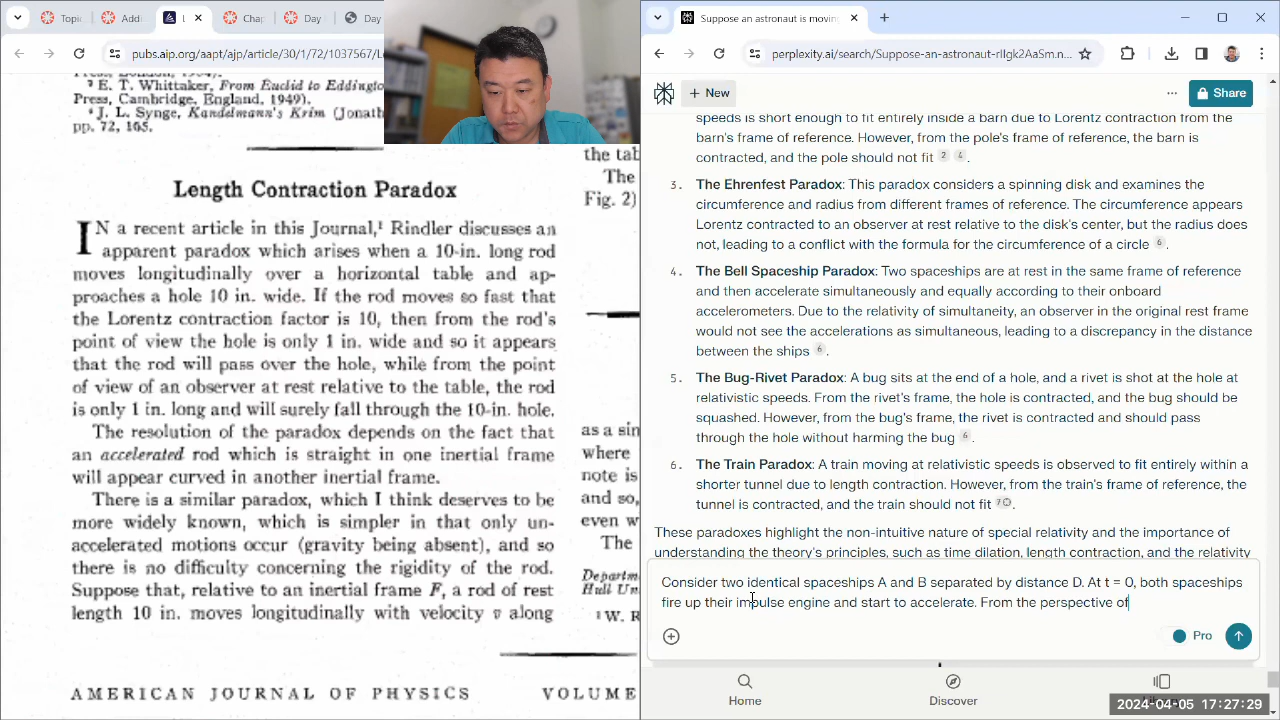 Topic
Addi
L
Cha
Day
Day
pubs.aip.org/aapt/ajp/article/30/1/72/1037567/L
³ E. T. Whittaker, From Euclid to Eddington
Press, Cambridge, England, 1949).
⁴ J. L. Synge, Kandelmann's Krim (Jonath
pp. 72, 165.
Length Contraction Paradox
IN a recent article in this Journal,¹ Rindler discusses an
apparent paradox which arises when a 10-in. long rod
moves longitudinally over a horizontal table and ap-
proaches a hole 10 in. wide. If the rod moves so fast that
the Lorentz contraction factor is 10, then from the rod's
point of view the hole is only 1 in. wide and so it appears
that the rod will pass over the hole, while from the point
of view of an observer at rest relative to the table, the rod
is only 1 in. long and will surely fall through the 10-in. hole.
The resolution of the paradox depends on the fact that
an accelerated rod which is straight in one inertial frame
will appear curved in another inertial frame.
There is a similar paradox, which I think deserves to be
more widely known, which is simpler in that only un-
accelerated motions occur (gravity being absent), and so
there is no difficulty concerning the rigidity of the rod.
Suppose that, relative to an inertial frame F, a rod of rest
length 10 in. moves longitudinally with velocity v along
AMERICAN JOURNAL OF PHYSICS
VOLUME
the tab
The
Fig. 2)
as a sin
where
note is
and so,
even w
The
Departm
Hull Un
¹ W. R
Suppose an astronaut is movin
perplexity.ai/search/Suppose-an-astronaut-rIIgk2AaSm.n...
New
Share
speeds is short enough to fit entirely inside a barn due to Lorentz contraction from the
barn's frame of reference. However, from the pole's frame of reference, the barn is
contracted, and the pole should not fit 2 4 .
3. The Ehrenfest Paradox: This paradox considers a spinning disk and examines the
circumference and radius from different frames of reference. The circumference appears
Lorentz contracted to an observer at rest relative to the disk's center, but the radius does
not, leading to a conflict with the formula for the circumference of a circle 6 .
4. The Bell Spaceship Paradox: Two spaceships are at rest in the same frame of reference
and then accelerate simultaneously and equally according to their onboard
accelerometers. Due to the relativity of simultaneity, an observer in the original rest frame
would not see the accelerations as simultaneous, leading to a discrepancy in the distance
between the ships 6 .
5. The Bug-Rivet Paradox: A bug sits at the end of a hole, and a rivet is shot at the hole at
relativistic speeds. From the rivet's frame, the hole is contracted, and the bug should be
squashed. However, from the bug's frame, the rivet is contracted and should pass
through the hole without harming the bug 6 .
6. The Train Paradox: A train moving at relativistic speeds is observed to fit entirely within a
shorter tunnel due to length contraction. However, from the train's frame of reference, the
tunnel is contracted, and the train should not fit 7 .
These paradoxes highlight the non-intuitive nature of special relativity and the importance of
understanding the theory's principles, such as time dilation, length contraction, and the relativity
Consider two identical spaceships A and B separated by distance D. At t = 0, both spaceships
fire up their impulse engine and start to accelerate. From the perspective of
Pro
Home
Discover
2024-04-05 17:27:29